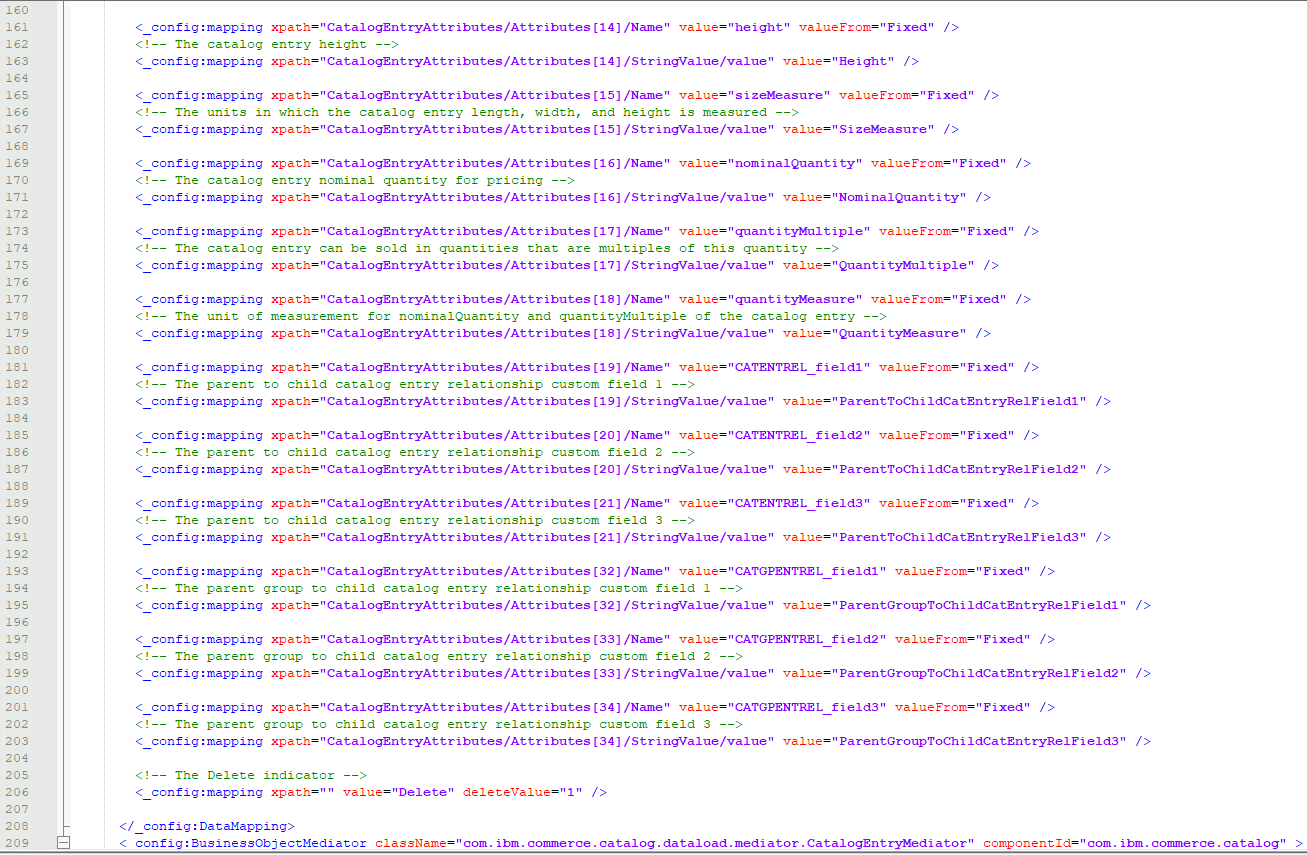 160
161 <_config:mapping xpath="CatalogEntryAttributes/Attributes[14]/Name" value="height" valueFrom="Fixed" />
162 <!-- The catalog entry height -->
163 <_config:mapping xpath="CatalogEntryAttributes/Attributes[14]/StringValue/value" value="Height" />
164
165 <_config:mapping xpath="CatalogEntryAttributes/Attributes[15]/Name" value="sizeMeasure" valueFrom="Fixed" />
166 <!-- The units in which the catalog entry length, width, and height is measured -->
167 <_config:mapping xpath="CatalogEntryAttributes/Attributes[15]/StringValue/value" value="SizeMeasure" />
168
169 <_config:mapping xpath="CatalogEntryAttributes/Attributes[16]/Name" value="nominalQuantity" valueFrom="Fixed" />
170 <!-- The catalog entry nominal quantity for pricing -->
171 <_config:mapping xpath="CatalogEntryAttributes/Attributes[16]/StringValue/value" value="NominalQuantity" />
172
173 <_config:mapping xpath="CatalogEntryAttributes/Attributes[17]/Name" value="quantityMultiple" valueFrom="Fixed" />
174 <!-- The catalog entry can be sold in quantities that are multiples of this quantity -->
175 <_config:mapping xpath="CatalogEntryAttributes/Attributes[17]/StringValue/value" value="QuantityMultiple" />
176
177 <_config:mapping xpath="CatalogEntryAttributes/Attributes[18]/Name" value="quantityMeasure" valueFrom="Fixed" />
178 <!-- The unit of measurement for nominalQuantity and quantityMultiple of the catalog entry -->
179 <_config:mapping xpath="CatalogEntryAttributes/Attributes[18]/StringValue/value" value="QuantityMeasure" />
180
181 <_config:mapping xpath="CatalogEntryAttributes/Attributes[19]/Name" value="CATENTREL_field1" valueFrom="Fixed" />
182 <!-- The parent to child catalog entry relationship custom field 1 -->
183 <_config:mapping xpath="CatalogEntryAttributes/Attributes[19]/StringValue/value" value="ParentToChildCatEntryRelField1" />
184
185 <_config:mapping xpath="CatalogEntryAttributes/Attributes[20]/Name" value="CATENTREL_field2" valueFrom="Fixed" />
186 <!-- The parent to child catalog entry relationship custom field 2 -->
187 <_config:mapping xpath="CatalogEntryAttributes/Attributes[20]/StringValue/value" value="ParentToChildCatEntryRelField2" />
188
189 <_config:mapping xpath="CatalogEntryAttributes/Attributes[21]/Name" value="CATENTREL_field3" valueFrom="Fixed" />
190 <!-- The parent to child catalog entry relationship custom field 3 -->
191 <_config:mapping xpath="CatalogEntryAttributes/Attributes[21]/StringValue/value" value="ParentToChildCatEntryRelField3" />
192
193 <_config:mapping xpath="CatalogEntryAttributes/Attributes[32]/Name" value="CATGPENTREL_field1" valueFrom="Fixed" />
194 <!-- The parent group to child catalog entry relationship custom field 1 -->
195 <_config:mapping xpath="CatalogEntryAttributes/Attributes[32]/StringValue/value" value="ParentGroupToChildCatEntryRelField1" />
196
197 <_config:mapping xpath="CatalogEntryAttributes/Attributes[33]/Name" value="CATGPENTREL_field2" valueFrom="Fixed" />
198 <!-- The parent group to child catalog entry relationship custom field 2 -->
199 <_config:mapping xpath="CatalogEntryAttributes/Attributes[33]/StringValue/value" value="ParentGroupToChildCatEntryRelField2" />
200
201 <_config:mapping xpath="CatalogEntryAttributes/Attributes[34]/Name" value="CATGPENTREL_field3" valueFrom="Fixed" />
202 <!-- The parent group to child catalog entry relationship custom field 3 -->
203 <_config:mapping xpath="CatalogEntryAttributes/Attributes[34]/StringValue/value" value="ParentGroupToChildCatEntryRelField3" />
204
205 <!-- The Delete indicator -->
206 <_config:mapping xpath="" value="Delete" deleteValue="1" />
207
208 </_config:DataMapping>
209 <_config:BusinessObjectMediator className="com.ibm.commerce.catalog.dataload.mediator.CatalogEntryMediator" componentId="com.ibm.commerce.catalog" >